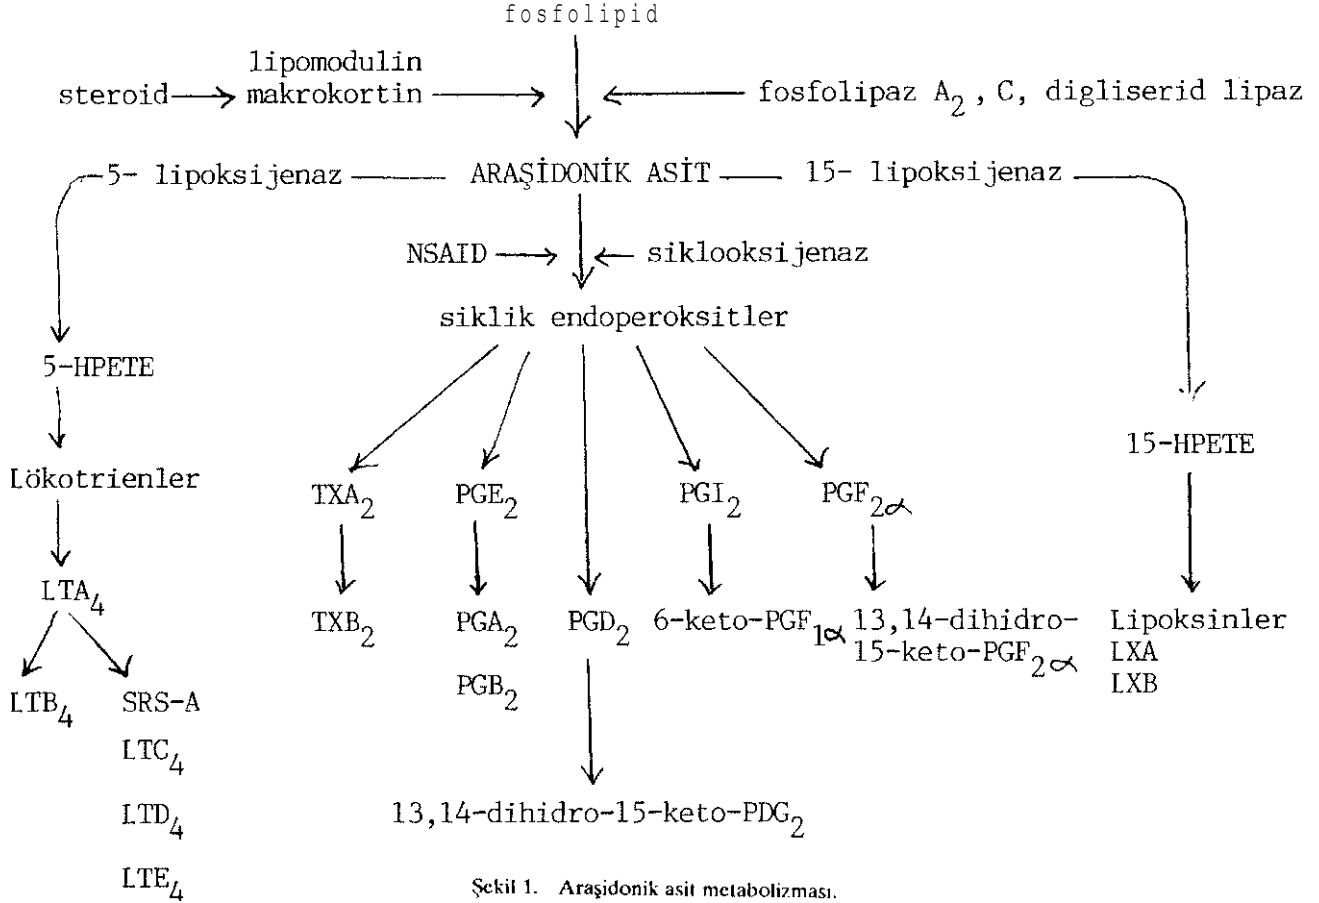 fosfolipid
lipomodulin
steroid makrokortin fosfolipaz A₂, C, digliserid lipaz
5- lipoksijenaz ARAŞİDONİK ASİT 15- lipoksijenaz
NSAID siklooksijenaz
siklik endoperoksitler
5-HPETE
15-HPETE
Lökotrienler
TXA₂ PGE₂ PGI₂ PGF₂α
LTA₄
TXB₂ PGA₂ PGD₂ 6-keto-PGF₁α 13,14-dihidro- Lipoksinler
15-keto-PGF₂α LXA
PGB₂ LXB
LTB₄ SRS-A
LTC₄
13,14-dihidro-15-keto-PDG₂
LTD₄
LTE₄
Şekil 1. Araşidonik asit metabolizması.